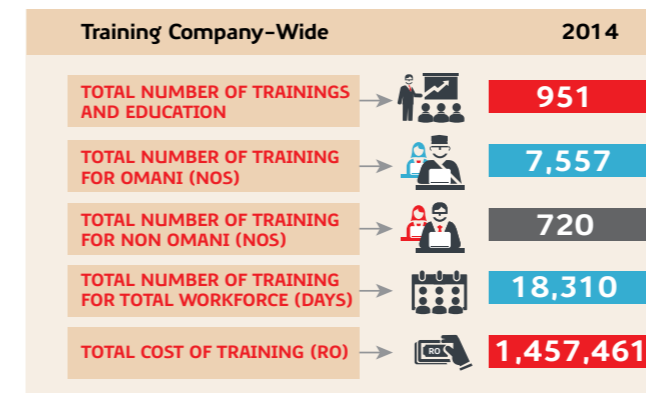 Training Company-Wide 2014
TOTAL NUMBER OF TRAININGS
AND EDUCATION
951
TOTAL NUMBER OF TRAINING
FOR OMANI (NOS)
7,557
TOTAL NUMBER OF TRAINING
FOR NON OMANI (NOS)
720
TOTAL NUMBER OF TRAINING
FOR TOTAL WORKFORCE (DAYS)
18,310
TOTAL COST OF TRAINING (RO)
RO
1,457,461